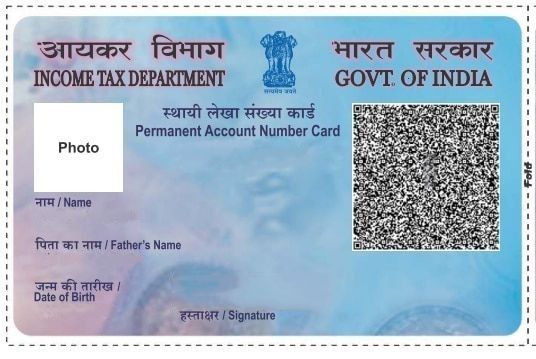 आयकर विभाग
INCOME TAX DEPARTMENT
सत्यमेव जयते
भारत सरकार
GOVT. OF INDIA
स्थायी लेखा संख्या कार्ड
Permanent Account Number Card
Photo
नाम / Name
पिता का नाम / Father's Name
जन्म की तारीख /
Date of Birth
हस्ताक्षर / Signature
Fold